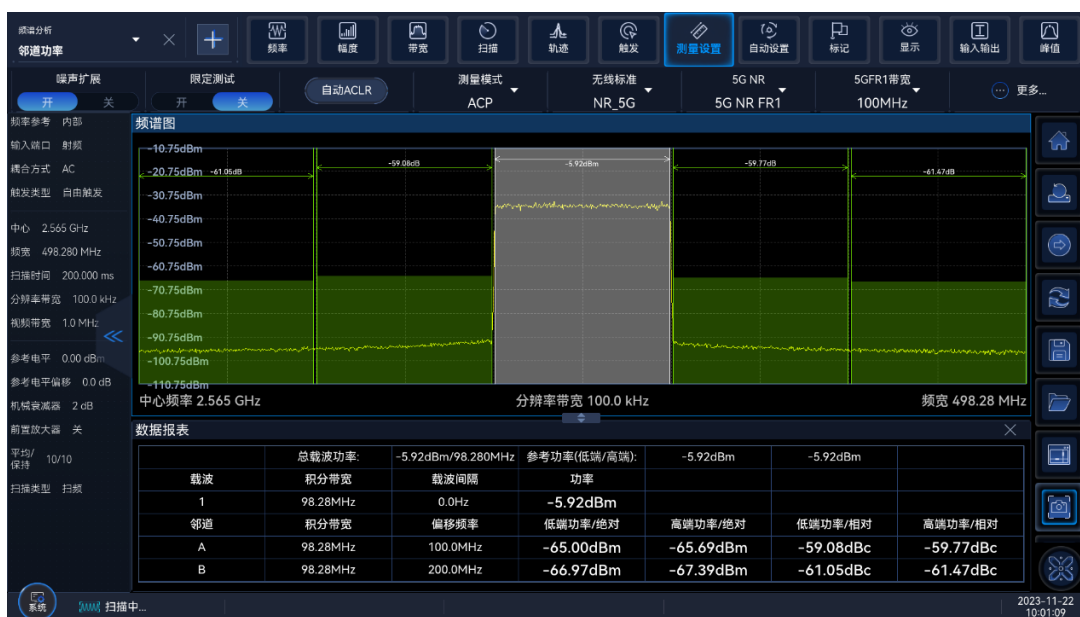 频谱分析
邻道功率
频率
幅度
带宽
扫描
轨迹
触发
测量设置
自动设置
标记
显示
输入输出
峰值
噪声扩展
开 关
限定测试
开 关
自动ACLR
测量模式
ACP
无线标准
NR_5G
5G NR
5G NR FR1
5GFR1带宽
100MHz
更多...
频率参考 内部
输入端口 射频
耦合方式 AC
触发类型 自由触发
中心 2.565 GHz
频宽 498.280 MHz
扫描时间 200.000 ms
分辨率带宽 100.0 kHz
视频带宽 1.0 MHz
参考电平 0.00 dBm
参考电平偏移 0.0 dB
机械衰减器 2 dB
前置放大器 关
平均/保持 10/10
扫描类型 扫频
频谱图
-10.75dBm
-20.75dBm
-30.75dBm
-40.75dBm
-50.75dBm
-60.75dBm
-70.75dBm
-80.75dBm
-90.75dBm
-100.75dBm
-110.75dBm
-61.05dB
-59.08dB
-5.92dBm
-59.77dB
-61.47dB
中心频率 2.565 GHz 分辨率带宽 100.0 kHz 频宽 498.28 MHz
数据报表
总载波功率: -5.92dBm/98.280MHz 参考功率(低端/高端): -5.92dBm -5.92dBm
载波 积分带宽 载波间隔 功率
1 98.28MHz 0.0Hz -5.92dBm
邻道 积分带宽 偏移频率 低端功率/绝对 高端功率/绝对 低端功率/相对 高端功率/相对
A 98.28MHz 100.0MHz -65.00dBm -65.69dBm -59.08dBc -59.77dBc
B 98.28MHz 200.0MHz -66.97dBm -67.39dBm -61.05dBc -61.47dBc
系统
扫描中...
2023-11-22
10:01:09